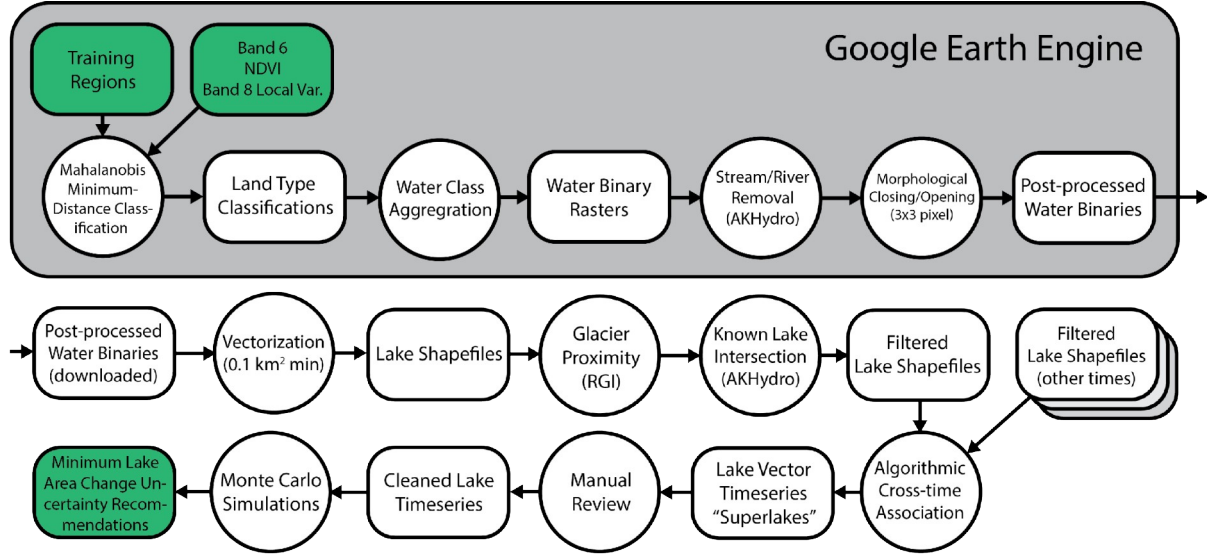 Google Earth Engine
Training
Regions
Band 6
NDVI
Band 8 Local Var.
Mahalanobis
Minimum-
Distance Class-
ification
Land Type
Classifications
Water Class
Aggregration
Water Binary
Rasters
Stream/River
Removal
(AKHydro)
Morphological
Closing/Opening
(3x3 pixel)
Post-processed
Water Binaries
Post-processed
Water Binaries
(downloaded)
Vectorization
(0.1 km² min)
Lake Shapefiles
Glacier
Proximity
(RGI)
Known Lake
Intersection
(AKHydro)
Filtered
Lake Shapefiles
Filtered
Lake Shapefiles
(other times)
Algorithmic
Cross-time
Association
Lake Vector
Timeseries
“Superlakes”
Manual
Review
Cleaned Lake
Timeseries
Monte Carlo
Simulations
Minimum Lake
Area Change Un-
certainty Recom-
mendations